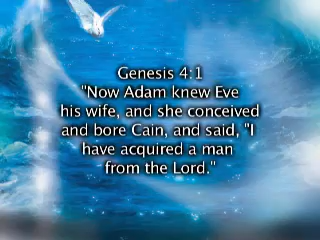 Genesis 4:1
"Now Adam knew Eve
his wife, and she conceived
and bore Cain, and said, "I
have acquired a man
from the Lord."